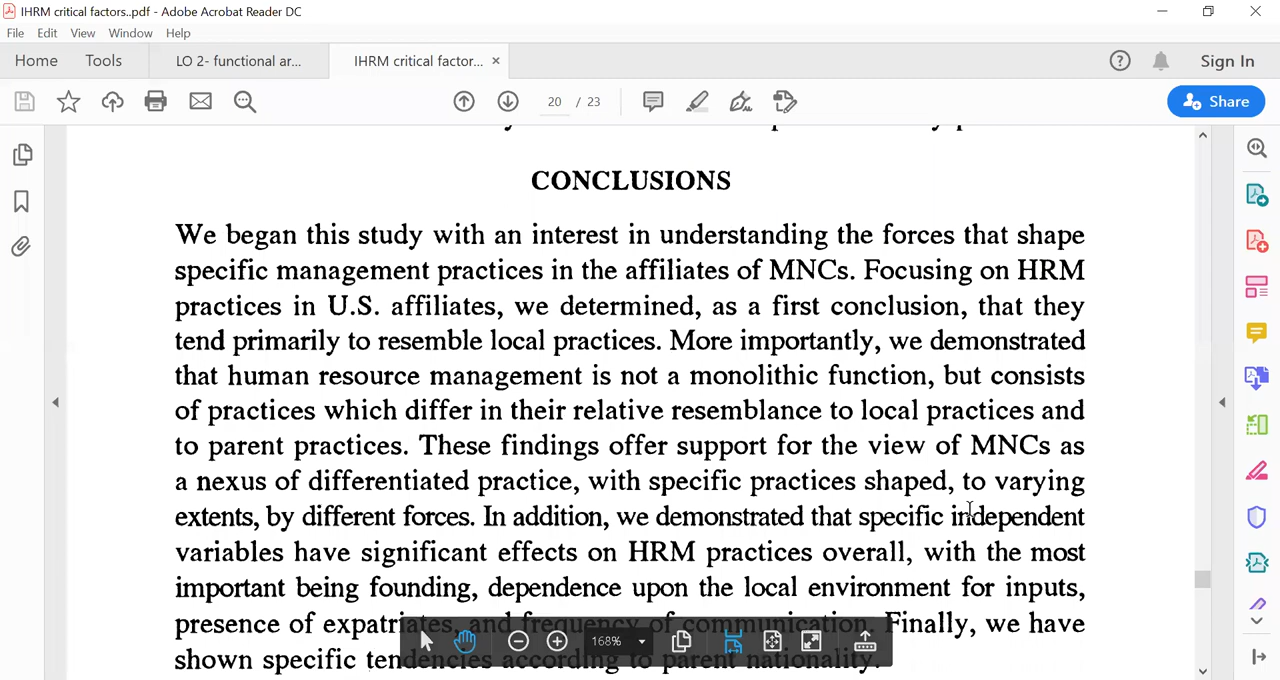 IHRM critical factors..pdf - Adobe Acrobat Reader DC
File Edit View Window Help
Home Tools LO 2- functional ar... IHRM critical factor... × Sign In
20 / 23 Share
CONCLUSIONS
We began this study with an interest in understanding the forces that shape
specific management practices in the affiliates of MNCs. Focusing on HRM
practices in U.S. affiliates, we determined, as a first conclusion, that they
tend primarily to resemble local practices. More importantly, we demonstrated
that human resource management is not a monolithic function, but consists
of practices which differ in their relative resemblance to local practices and
to parent practices. These findings offer support for the view of MNCs as
a nexus of differentiated practice, with specific practices shaped, to varying
extents, by different forces. In addition, we demonstrated that specific independent
variables have significant effects on HRM practices overall, with the most
important being founding, dependence upon the local environment for inputs,
presence of expatriates, and frequency of communication. Finally, we have
shown specific tendencies according to parent nationality.
168%